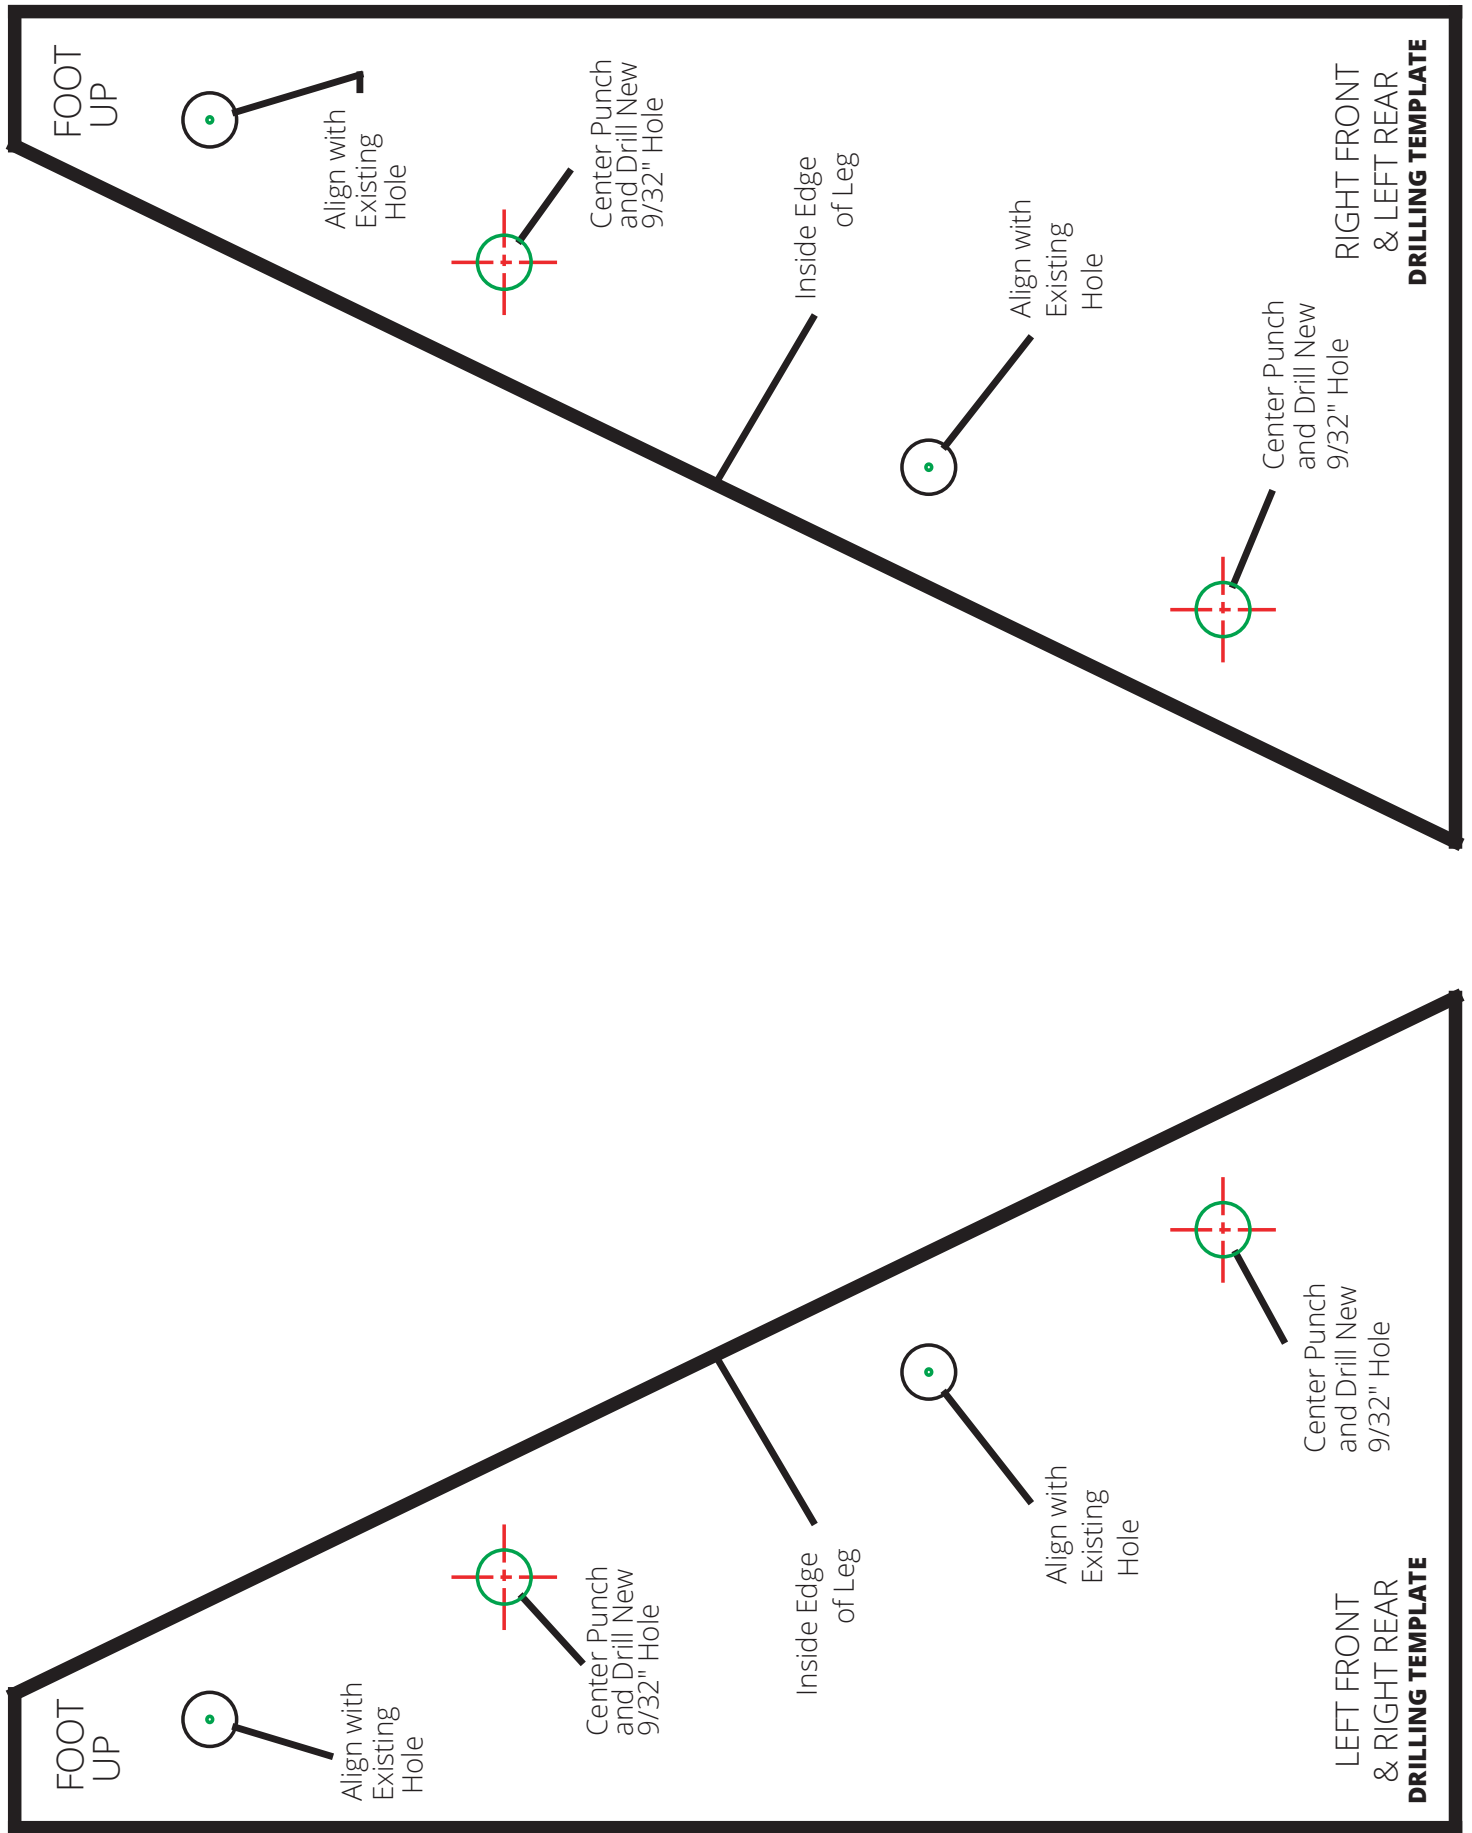 FOOT
UP
Align with
Existing
Hole
Center Punch
and Drill New
9/32" Hole
Inside Edge
of Leg
Align with
Existing
Hole
Center Punch
and Drill New
9/32" Hole
RIGHT FRONT
& LEFT REAR
DRILLING TEMPLATE
FOOT
UP
Align with
Existing
Hole
Center Punch
and Drill New
9/32" Hole
Inside Edge
of Leg
Align with
Existing
Hole
Center Punch
and Drill New
9/32" Hole
LEFT FRONT
& RIGHT REAR
DRILLING TEMPLATE